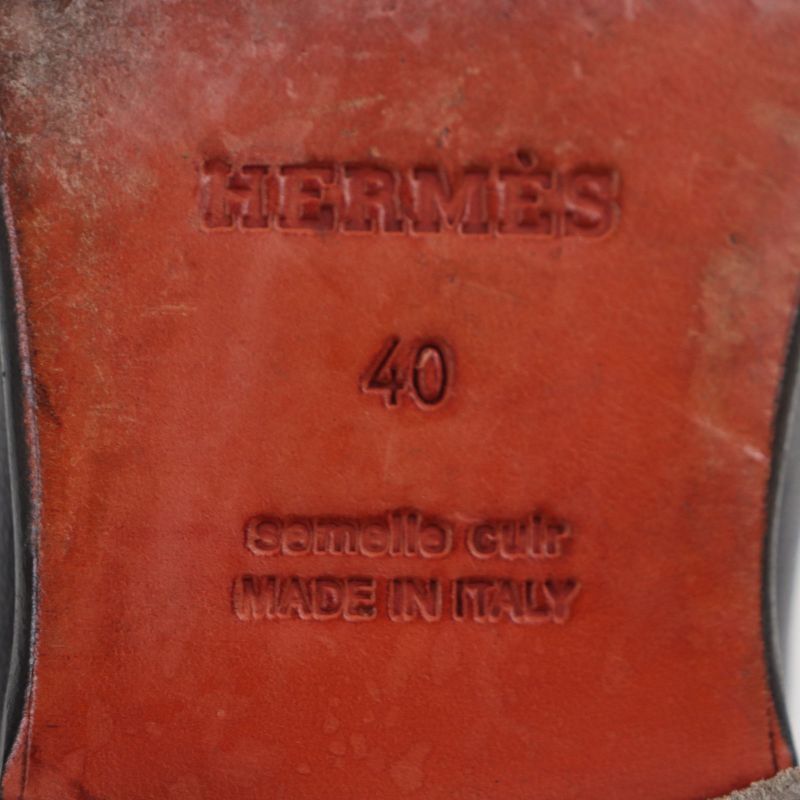 HERMÈS
40
semelle cuir
MADE IN ITALY